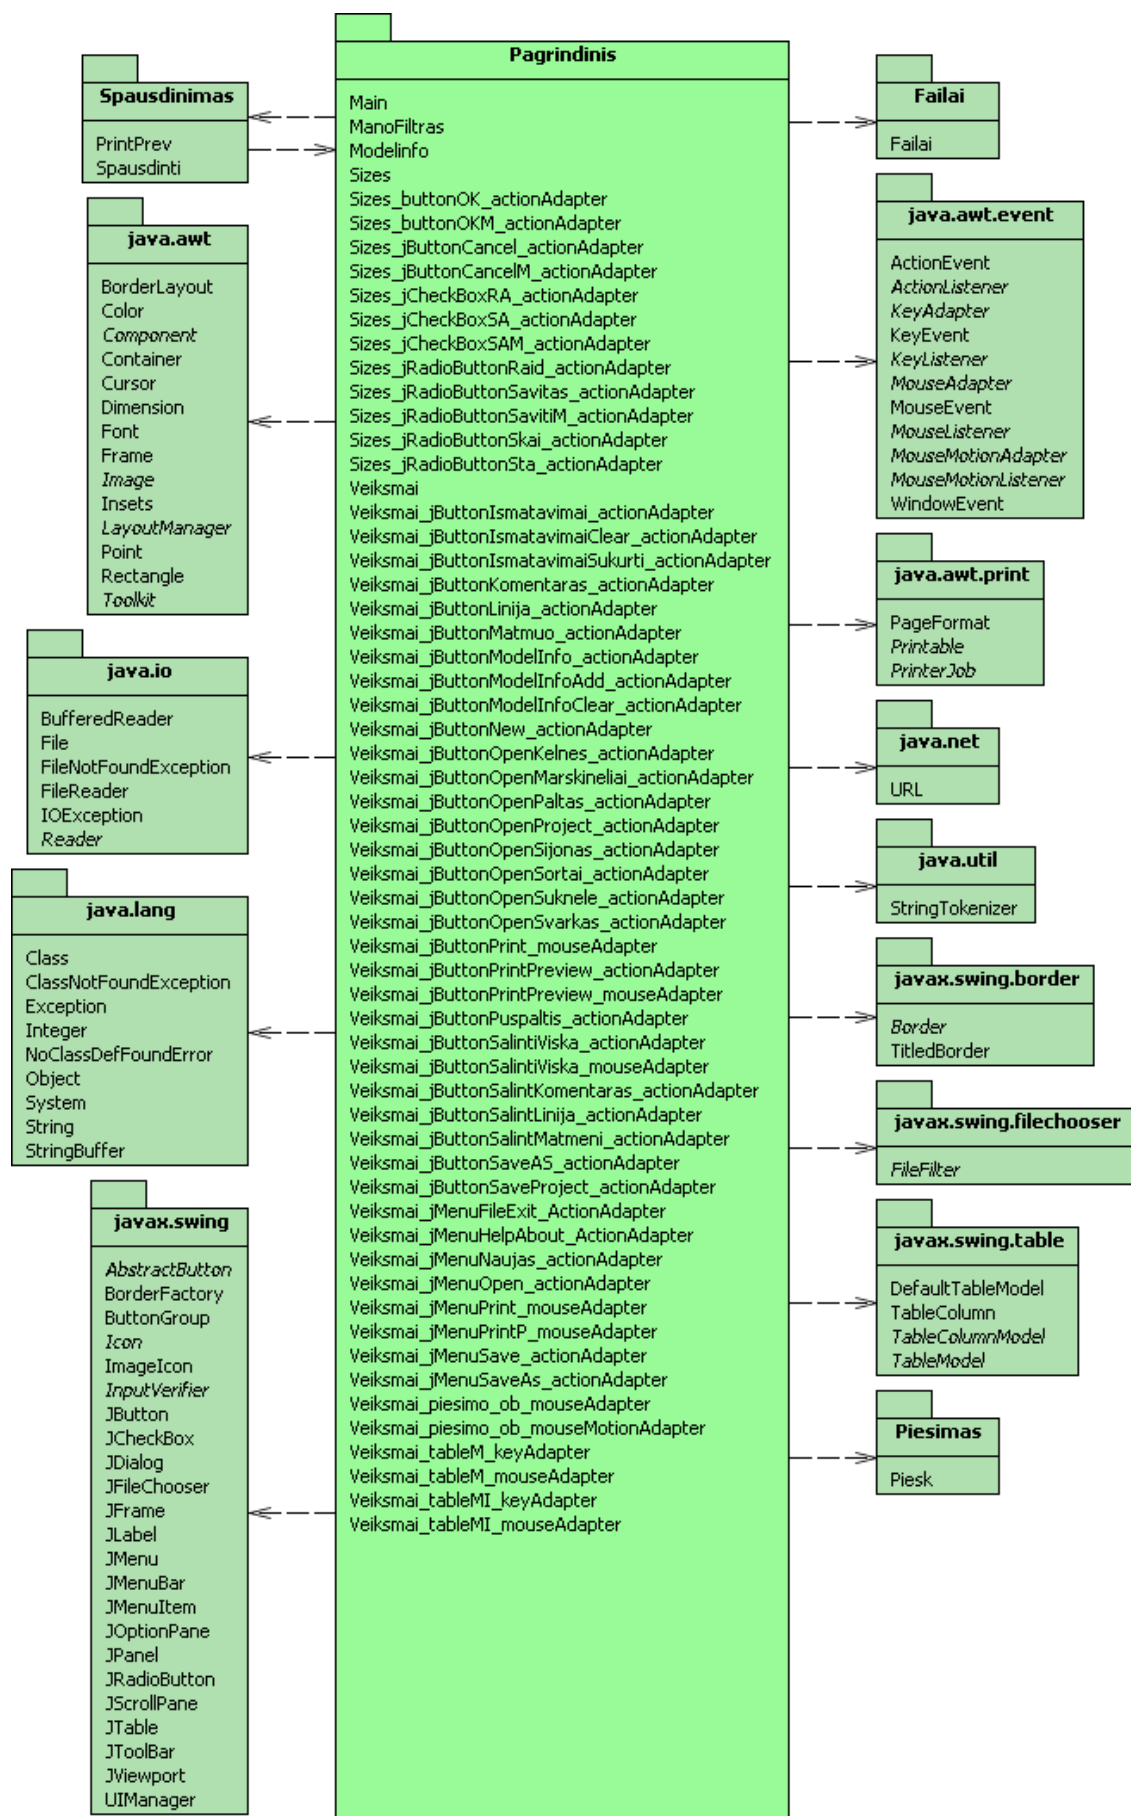 Spausdinimas
PrintPrev
Spausdinti
java.awt
BorderLayout
Color
Component
Container
Cursor
Dimension
Font
Frame
Image
Insets
LayoutManager
Point
Rectangle
Toolkit
java.io
BufferedReader
File
FileNotFoundException
FileReader
IOException
Reader
java.lang
Class
ClassNotFoundException
Exception
Integer
NoClassDefFoundError
Object
System
String
StringBuffer
javax.swing
AbstractButton
BorderFactory
ButtonGroup
Icon
ImageIcon
InputVerifier
JButton
JCheckBox
JDialog
JFileChooser
JFrame
JLabel
JMenu
JMenuBar
JMenuItem
JOptionPane
JPanel
JRadioButton
JScrollPane
JTable
JToolBar
JViewport
UIManager
Pagrindinis
Main
ManoFiltras
Modelinfo
Sizes
Sizes_buttonOK_actionAdapter
Sizes_buttonOKM_actionAdapter
Sizes_jButtonCancel_actionAdapter
Sizes_jButtonCancelM_actionAdapter
Sizes_jCheckBoxRA_actionAdapter
Sizes_jCheckBoxSA_actionAdapter
Sizes_jCheckBoxSAM_actionAdapter
Sizes_jRadioButtonRaid_actionAdapter
Sizes_jRadioButtonSavitas_actionAdapter
Sizes_jRadioButtonSavitiM_actionAdapter
Sizes_jRadioButtonSkai_actionAdapter
Sizes_jRadioButtonSta_actionAdapter
Veiksmai
Veiksmai_jButtonIsmatavimai_actionAdapter
Veiksmai_jButtonIsmatavimaiClear_actionAdapter
Veiksmai_jButtonIsmatavimaiSukurti_actionAdapter
Veiksmai_jButtonKomentaras_actionAdapter
Veiksmai_jButtonLinija_actionAdapter
Veiksmai_jButtonMatmuo_actionAdapter
Veiksmai_jButtonModelInfo_actionAdapter
Veiksmai_jButtonModelInfoAdd_actionAdapter
Veiksmai_jButtonModelInfoClear_actionAdapter
Veiksmai_jButtonNew_actionAdapter
Veiksmai_jButtonOpenKelnes_actionAdapter
Veiksmai_jButtonOpenMarskineliai_actionAdapter
Veiksmai_jButtonOpenPaltas_actionAdapter
Veiksmai_jButtonOpenProject_actionAdapter
Veiksmai_jButtonOpenSijonas_actionAdapter
Veiksmai_jButtonOpenSortai_actionAdapter
Veiksmai_jButtonOpenSuknele_actionAdapter
Veiksmai_jButtonOpenSvarkas_actionAdapter
Veiksmai_jButtonPrint_mouseAdapter
Veiksmai_jButtonPrintPreview_actionAdapter
Veiksmai_jButtonPrintPreview_mouseAdapter
Veiksmai_jButtonPuspaltis_actionAdapter
Veiksmai_jButtonSalintiViska_actionAdapter
Veiksmai_jButtonSalintiViska_mouseAdapter
Veiksmai_jButtonSalintKomentaras_actionAdapter
Veiksmai_jButtonSalintLinija_actionAdapter
Veiksmai_jButtonSalintMatmeni_actionAdapter
Veiksmai_jButtonSaveAS_actionAdapter
Veiksmai_jButtonSaveProject_actionAdapter
Veiksmai_jMenuFileExit_ActionAdapter
Veiksmai_jMenuHelpAbout_ActionAdapter
Veiksmai_jMenuNaujas_actionAdapter
Veiksmai_jMenuOpen_actionAdapter
Veiksmai_jMenuPrint_mouseAdapter
Veiksmai_jMenuPrintP_mouseAdapter
Veiksmai_jMenuSave_actionAdapter
Veiksmai_jMenuSaveAs_actionAdapter
Veiksmai_piesimo_ob_mouseAdapter
Veiksmai_piesimo_ob_mouseMotionAdapter
Veiksmai_tableM_keyAdapter
Veiksmai_tableM_mouseAdapter
Veiksmai_tableMI_keyAdapter
Veiksmai_tableMI_mouseAdapter
Failai
Failai
java.awt.event
ActionEvent
ActionListener
KeyAdapter
KeyEvent
KeyListener
MouseAdapter
MouseEvent
MouseListener
MouseMotionAdapter
MouseMotionListener
WindowEvent
java.awt.print
PageFormat
Printable
PrinterJob
java.net
URL
java.util
StringTokenizer
javax.swing.border
Border
TitledBorder
javax.swing.filechooser
FileFilter
javax.swing.table
DefaultTableModel
TableColumn
TableColumnModel
TableModel
Piesimas
Piesk